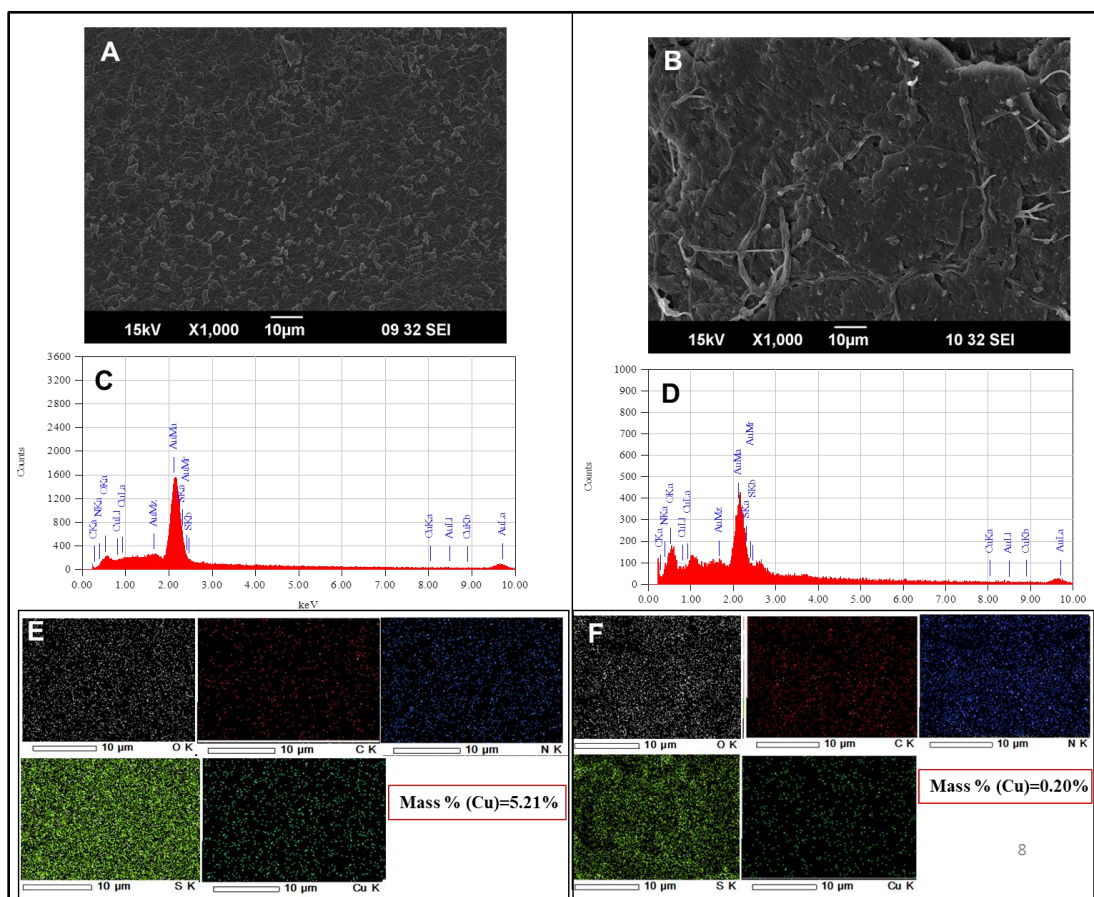 A
15kV X1,000 10µm 09 32 SEI
B
15kV X1,000 10µm 10 32 SEI
C
3600
3200
2800
2400
2000
1600
1200
800
400
0
Counts
CKa NKa OKa CuLl CuLa AuMz AuMa SKa AuMr SKb CuKa AuLl CuKb AuLa
0.00 1.00 2.00 3.00 4.00 5.00 6.00 7.00 8.00 9.00 10.00
keV
D
1000
900
800
700
600
500
400
300
200
100
0
Counts
CKa NKa OKa CuLl CuLa AuMz AuMa SKa AuMr SKb CuKa AuLl CuKb AuLa
0.00 1.00 2.00 3.00 4.00 5.00 6.00 7.00 8.00 9.00 10.00
E
10 µm O K
10 µm C K
10 µm N K
10 µm S K
10 µm Cu K
Mass % (Cu)=5.21%
F
10 µm O K
10 µm C K
10 µm N K
10 µm S K
10 µm Cu K
Mass % (Cu)=0.20%
8